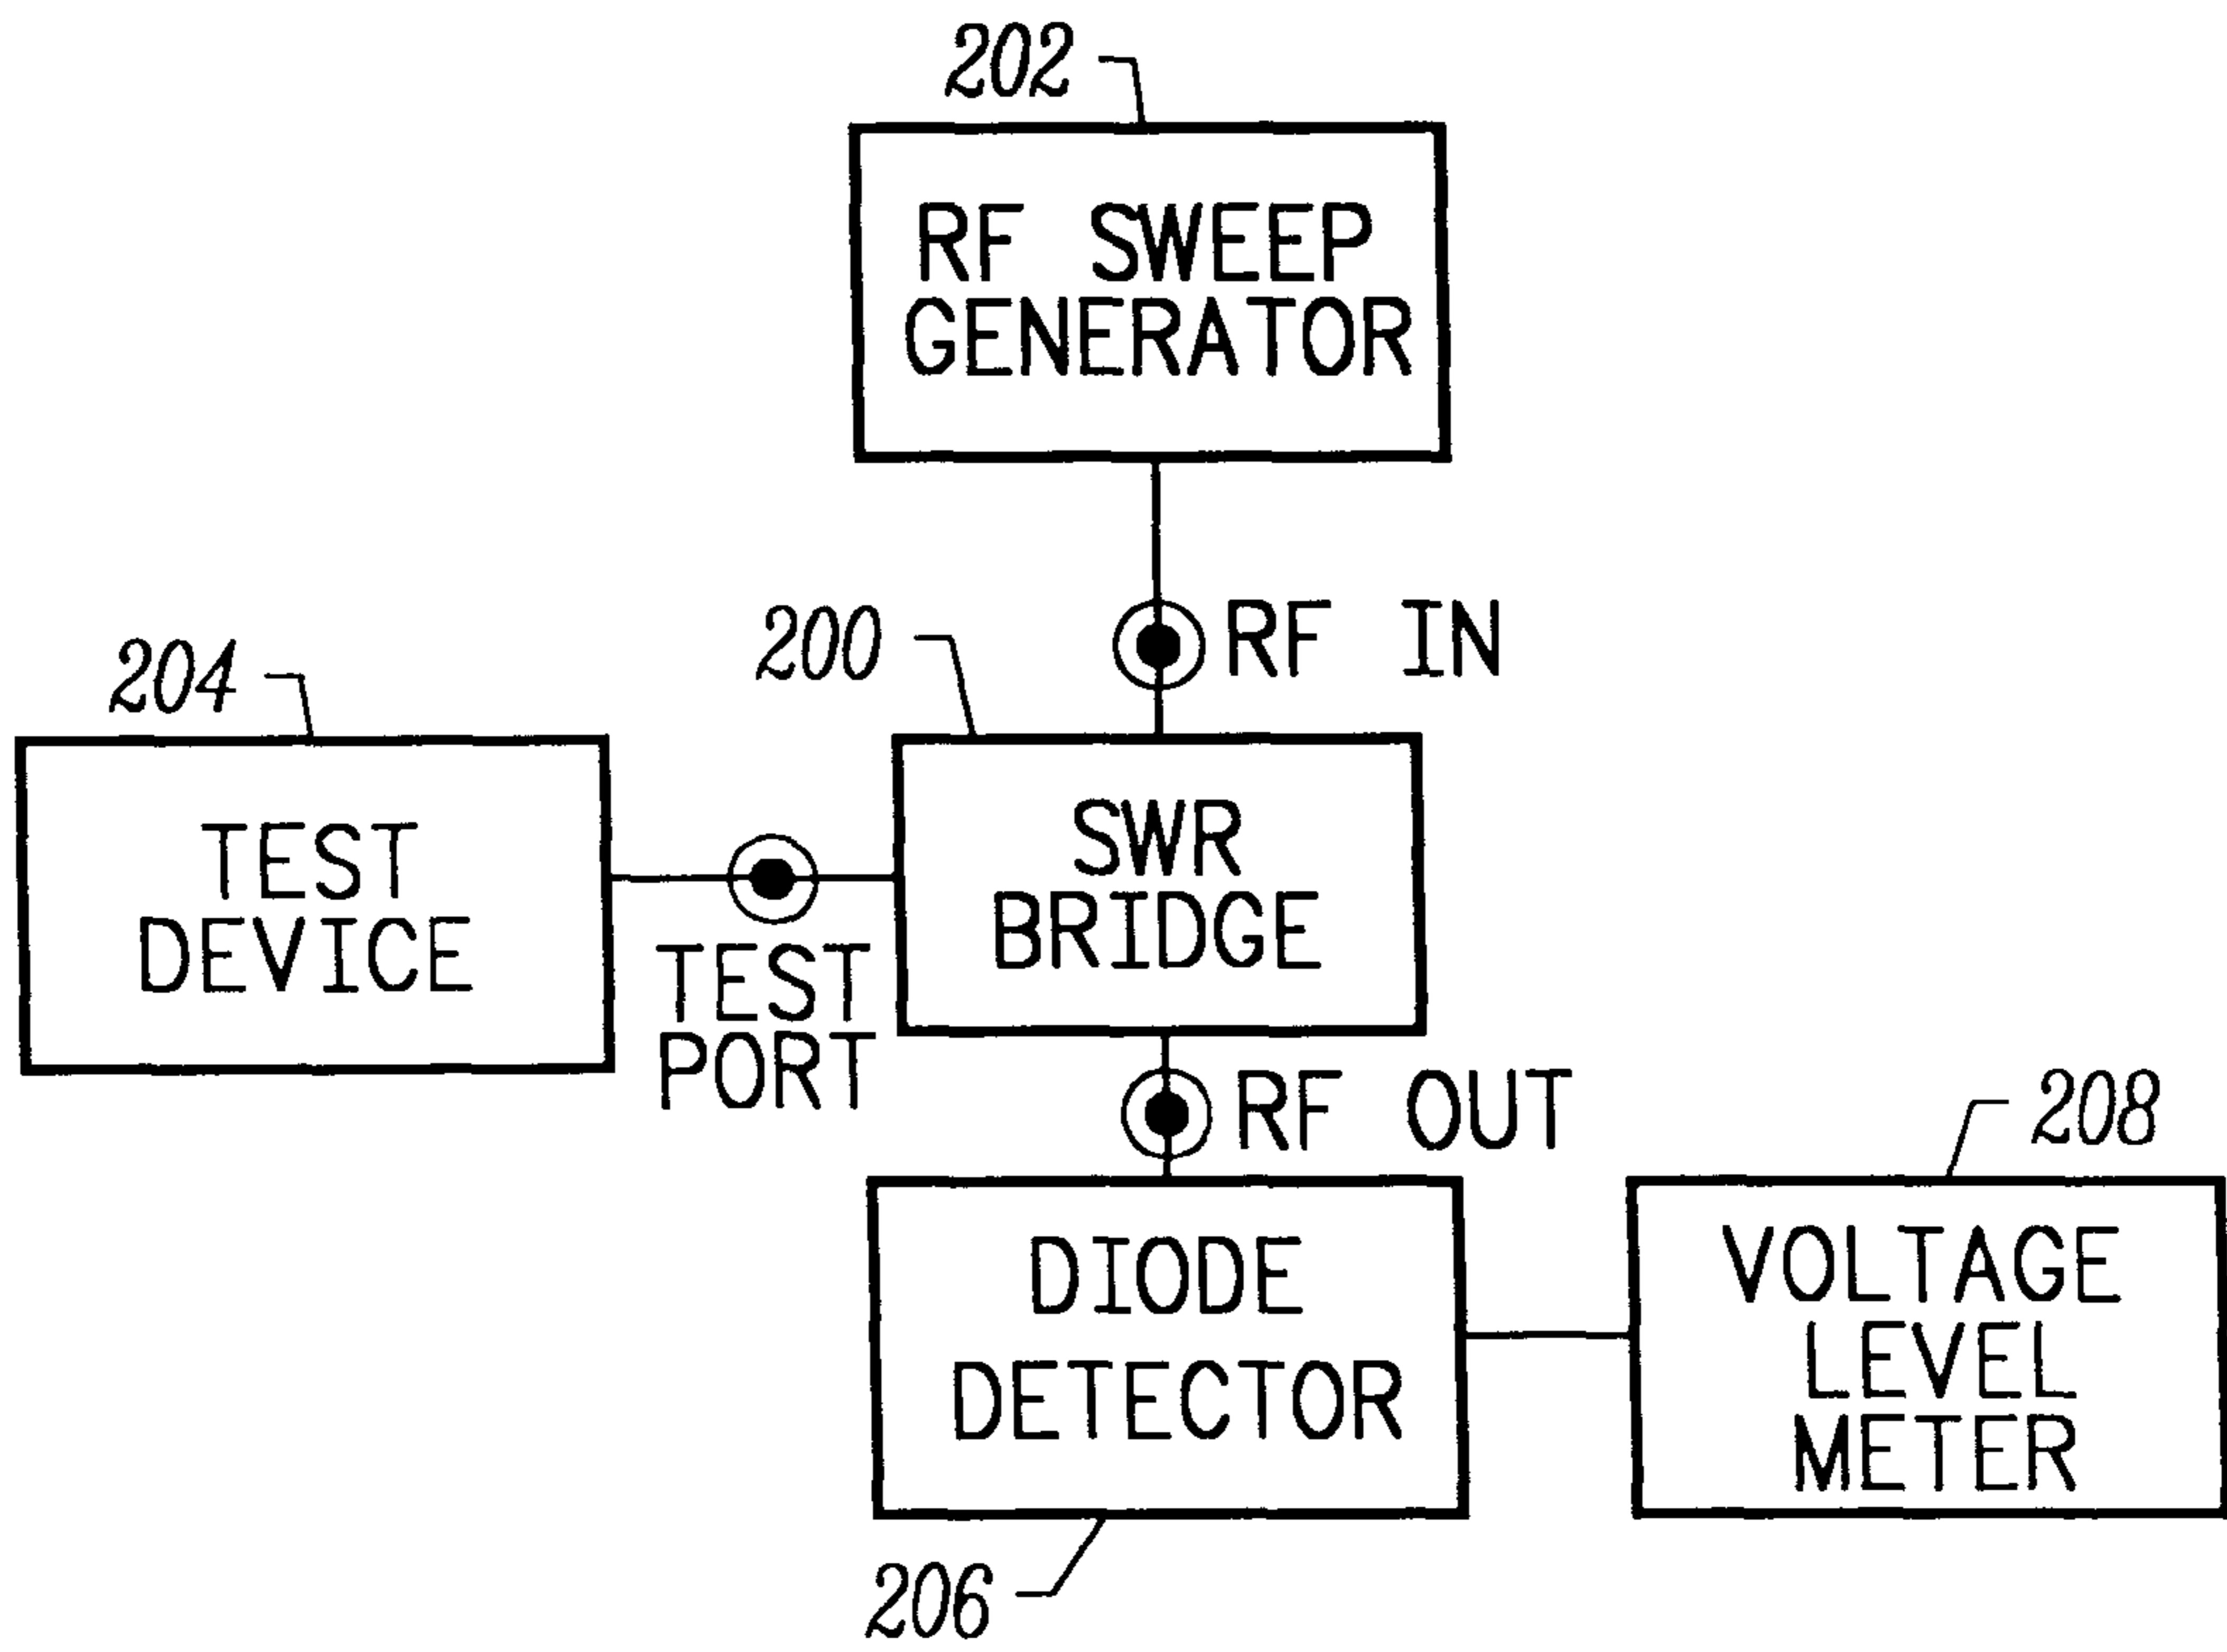 202
RF SWEEP
GENERATOR
200
RF IN
204
TEST
DEVICE
TEST
PORT
SWR
BRIDGE
RF OUT
208
DIODE
DETECTOR
VOLTAGE
LEVEL
METER
206